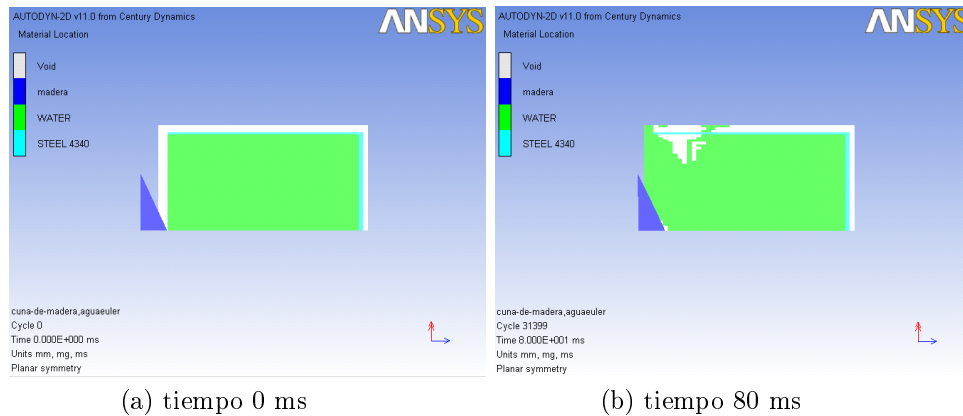 AUTODYN-2D v11.0 from Century Dynamics
Material Location
ANSYS
Void
madera
WATER
STEEL 4340
cuna-de-madera,aguaeuler
Cycle 0
Time 0.000E+000 ms
Units mm, mg, ms
Planar symmetry
(a) tiempo 0 ms
AUTODYN-2D v11.0 from Century Dynamics
Material Location
ANSYS
Void
madera
WATER
STEEL 4340
cuna-de-madera,aguaeuler
Cycle 31399
Time 8.000E+001 ms
Units mm, mg, ms
Planar symmetry
(b) tiempo 80 ms